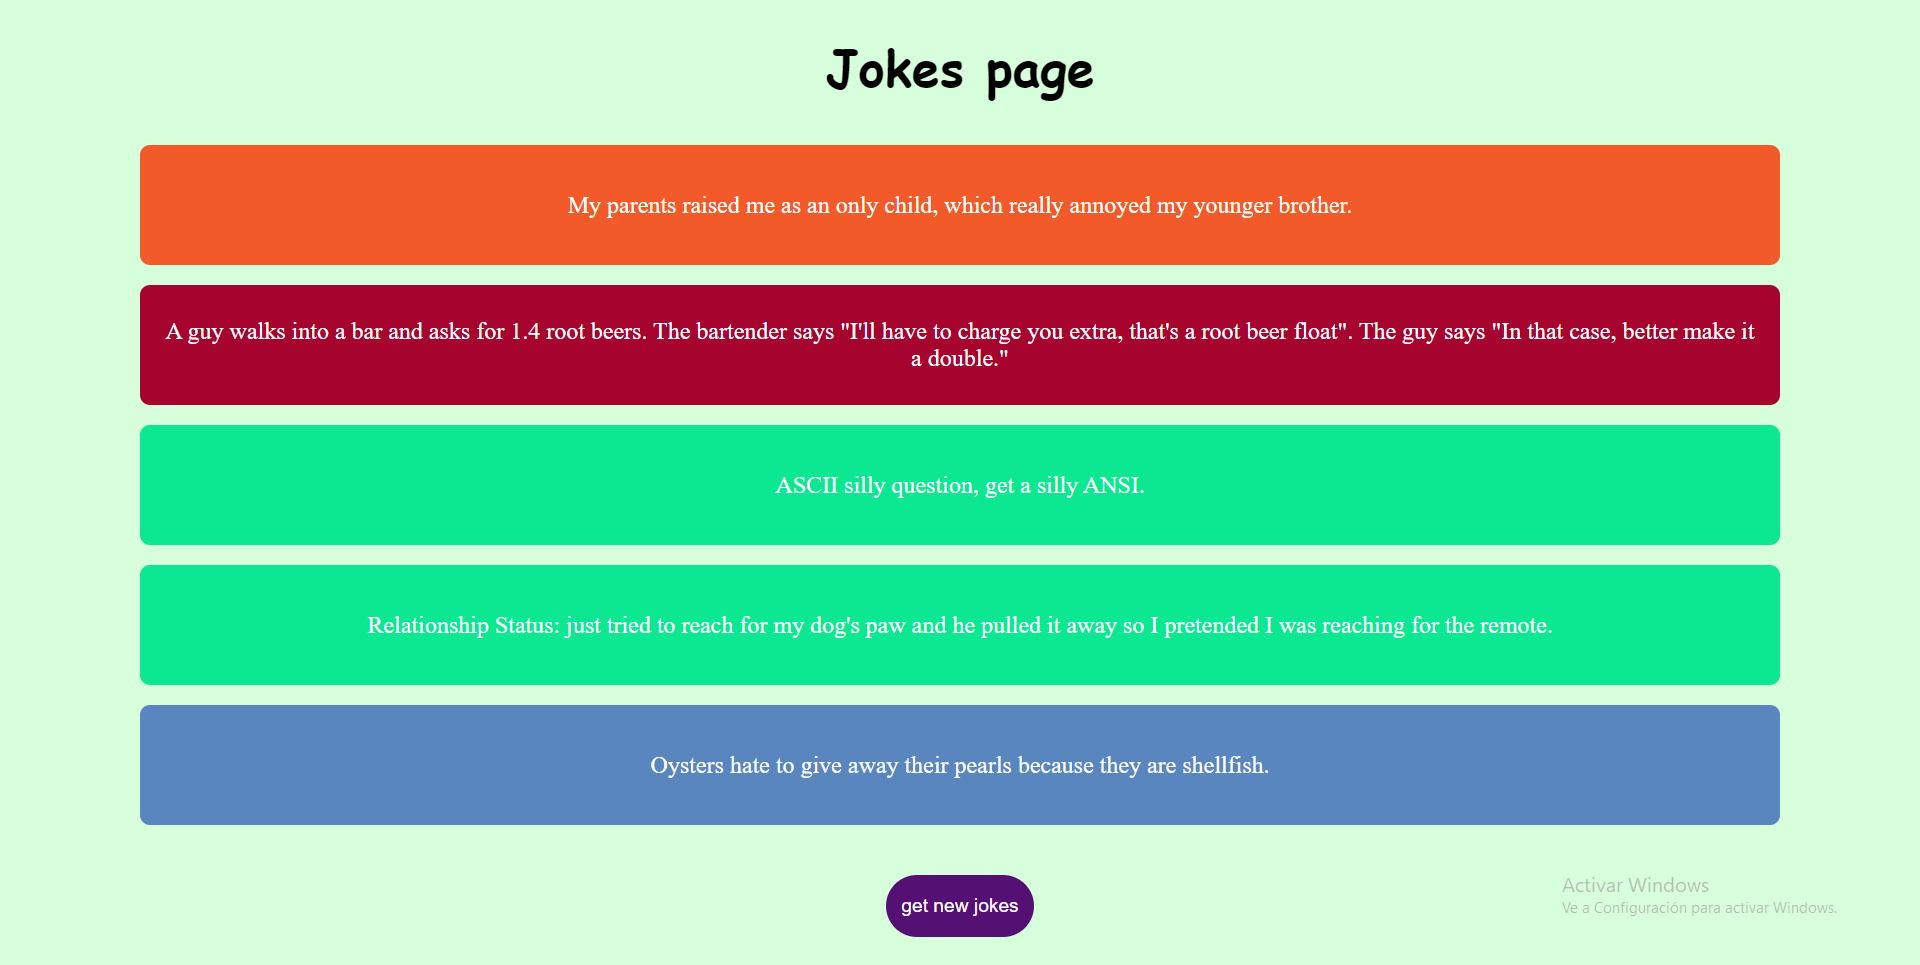 Jokes page
My parents raised me as an only child, which really annoyed my younger brother.
A guy walks into a bar and asks for 1.4 root beers. The bartender says "I'll have to charge you extra, that's a root beer float". The guy says "In that case, better make it
a double."
ASCII silly question, get a silly ANSI.
Relationship Status: just tried to reach for my dog's paw and he pulled it away so I pretended I was reaching for the remote.
Oysters hate to give away their pearls because they are shellfish.
get new jokes
Activar Windows
Ve a Configuración para activar Windows.